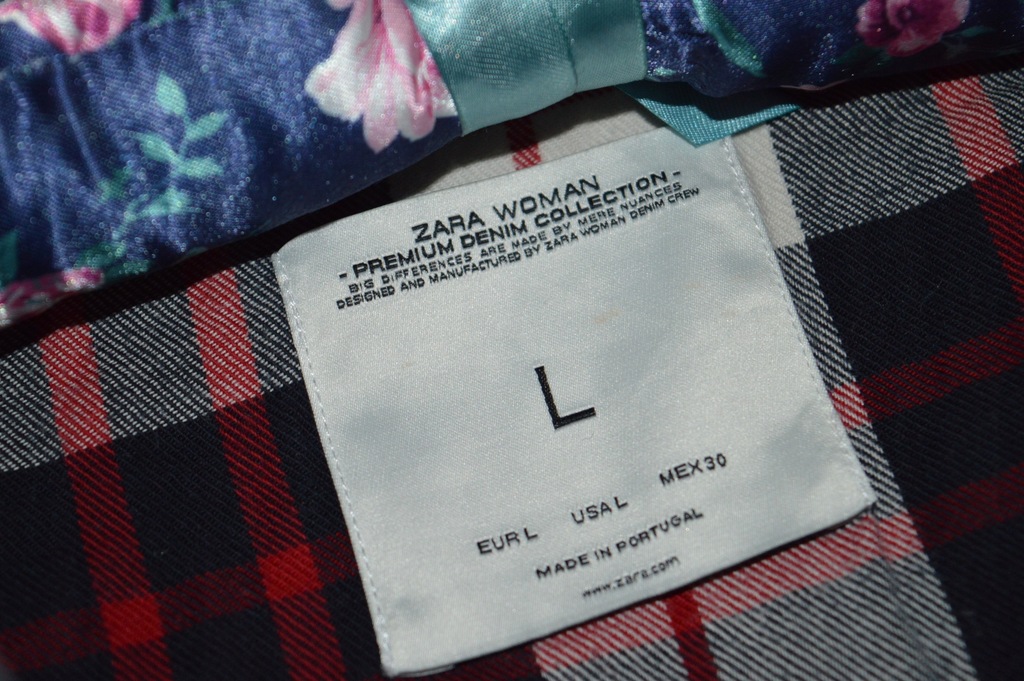 ZARA WOMAN
- PREMIUM DENIM COLLECTION -
BIG DIFFERENCES ARE MADE BY MERE NUANCES
DESIGNED AND MANUFACTURED BY ZARA WOMAN DENIM CREW
L
EUR L USA L MEX 30
MADE IN PORTUGAL
www.zara.com